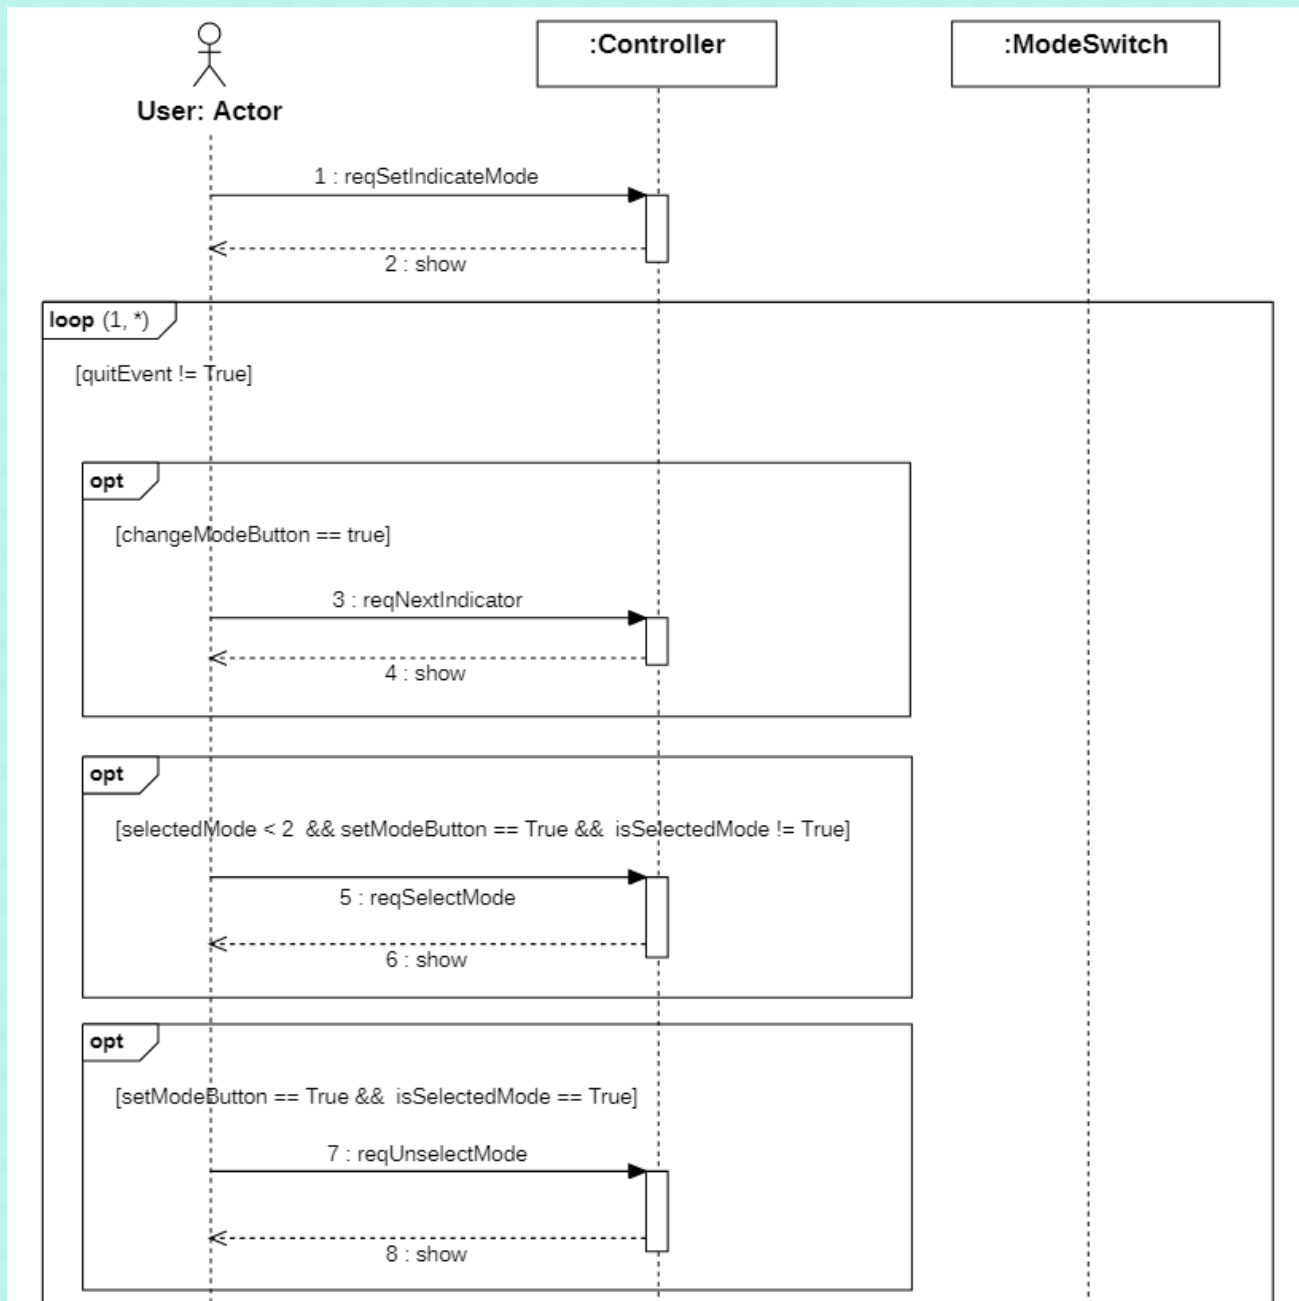 User: Actor
:Controller
:ModeSwitch
1 : reqSetIndicateMode
2 : show
loop (1, *)
[quitEvent != True]
opt
[changeModeButton == true]
3 : reqNextIndicator
4 : show
opt
[selectedMode < 2  && setModeButton == True &&  isSelectedMode != True]
5 : reqSelectMode
6 : show
opt
[setModeButton == True &&  isSelectedMode == True]
7 : reqUnselectMode
8 : show